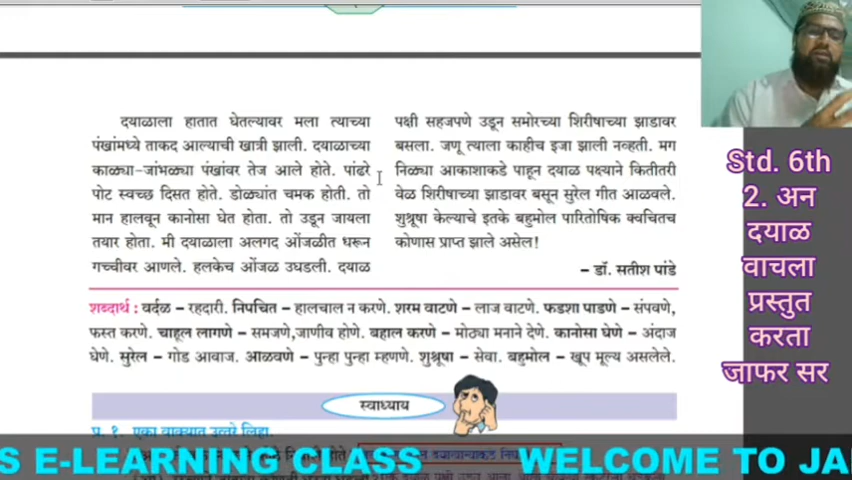 दयाळाला हातात घेतल्यावर मला त्याच्या
पंखांमध्ये ताकद आल्याची खात्री झाली. दयाळाच्या
काळ्या-जांभळ्या पंखांवर तेज आले होते. पांढरे
पोट स्वच्छ दिसत होते. डोळ्यांत चमक होती. तो
मान हालवून कानोसा घेत होता. तो उडून जायला
तयार होता. मी दयाळाला अलगद ओंजळीत धरून
गच्चीवर आणले. हलकेच ओंजळ उघडली. दयाळ
पक्षी सहजपणे उडून समोरच्या शिरीषाच्या झाडावर
बसला. जणू त्याला काहीच इजा झाली नव्हती. मग
निळ्या आकाशाकडे पाहून दयाळ पक्ष्याने कितीतरी
वेळ शिरीषाच्या झाडावर बसून सुरेल गीत आळवले.
शुश्रूषा केल्याचे इतके बहुमोल पारितोषिक क्वचितच
कोणास प्राप्त झाले असेल!
– डॉ. सतीश पांडे
शब्दार्थ : वर्दळ – रहदारी. निपचित – हालचाल न करणे. शरम वाटणे – लाज वाटणे. फडशा पाडणे – संपवणे,
फस्त करणे. चाहूल लागणे – समजणे,जाणीव होणे. बहाल करणे – मोठ्या मनाने देणे. कानोसा घेणे – अंदाज
घेणे. सुरेल – गोड आवाज. आळवणे – पुन्हा पुन्हा म्हणणे. शुश्रूषा – सेवा. बहुमोल – खूप मूल्य असलेले.
स्वाध्याय
प्र. १. एका वाक्यात उत्तरे लिहा.
Std. 6th
2. अन
दयाळ
वाचला
प्रस्तुत
करता
जाफर सर
S E-LEARNING CLASS WELCOME TO JA